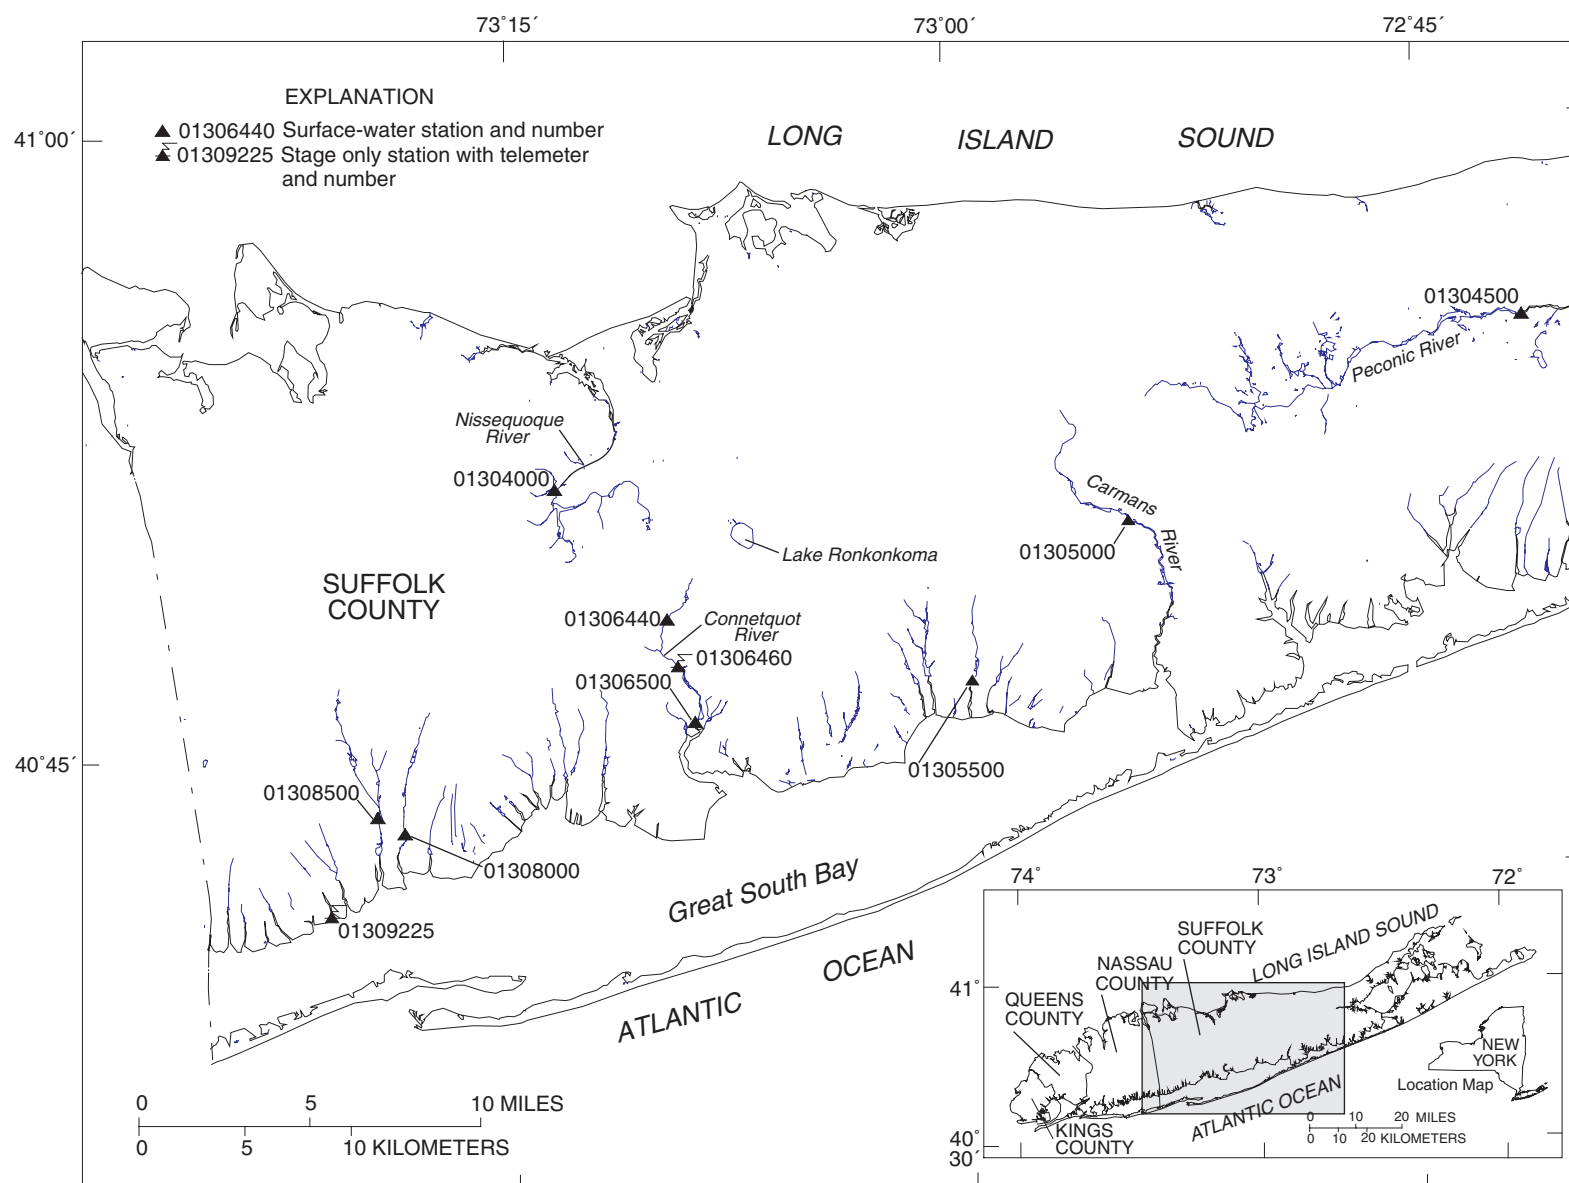 73°15´
73°00´
72°45´
EXPLANATION
01306440 Surface-water station and number
01309225 Stage only station with telemeter
and number
41°00´
LONG ISLAND SOUND
01304500
Peconic River
Nissequoque
River
01304000
Carmans
River
01305000
Lake Ronkonkoma
SUFFOLK
COUNTY
01306440
Connetquot
River
01306460
01306500
40°45´
01305500
01308500
01308000
01309225
Great South Bay
ATLANTIC OCEAN
0 5 10 MILES
0 5 10 KILOMETERS
74°
73°
72°
SUFFOLK
COUNTY
LONG ISLAND SOUND
NASSAU
COUNTY
41°
QUEENS
COUNTY
NEW
YORK
Location Map
ATLANTIC OCEAN
KINGS
COUNTY
0 10 20 MILES
0 10 20 KILOMETERS
40°
30´